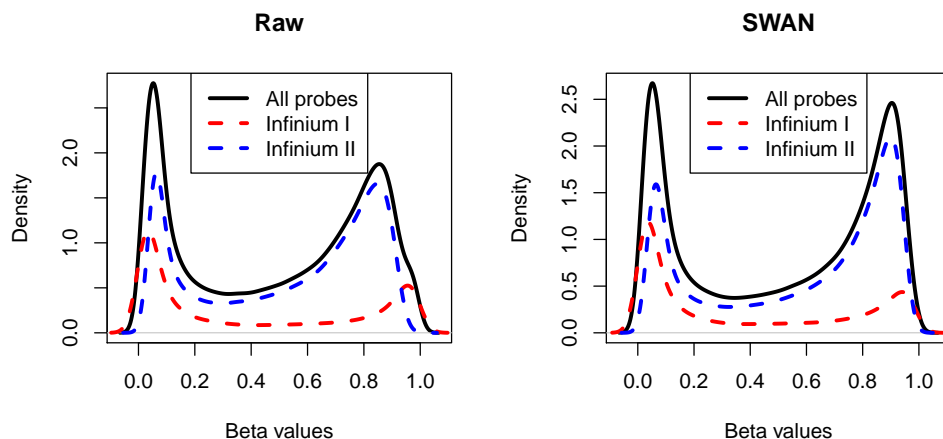 Raw
All probes
Infinium I
Infinium II
Density
0.0
1.0
2.0
0.0 0.2 0.4 0.6 0.8 1.0
Beta values
SWAN
All probes
Infinium I
Infinium II
Density
0.0
0.5
1.0
1.5
2.0
2.5
0.0 0.2 0.4 0.6 0.8 1.0
Beta values